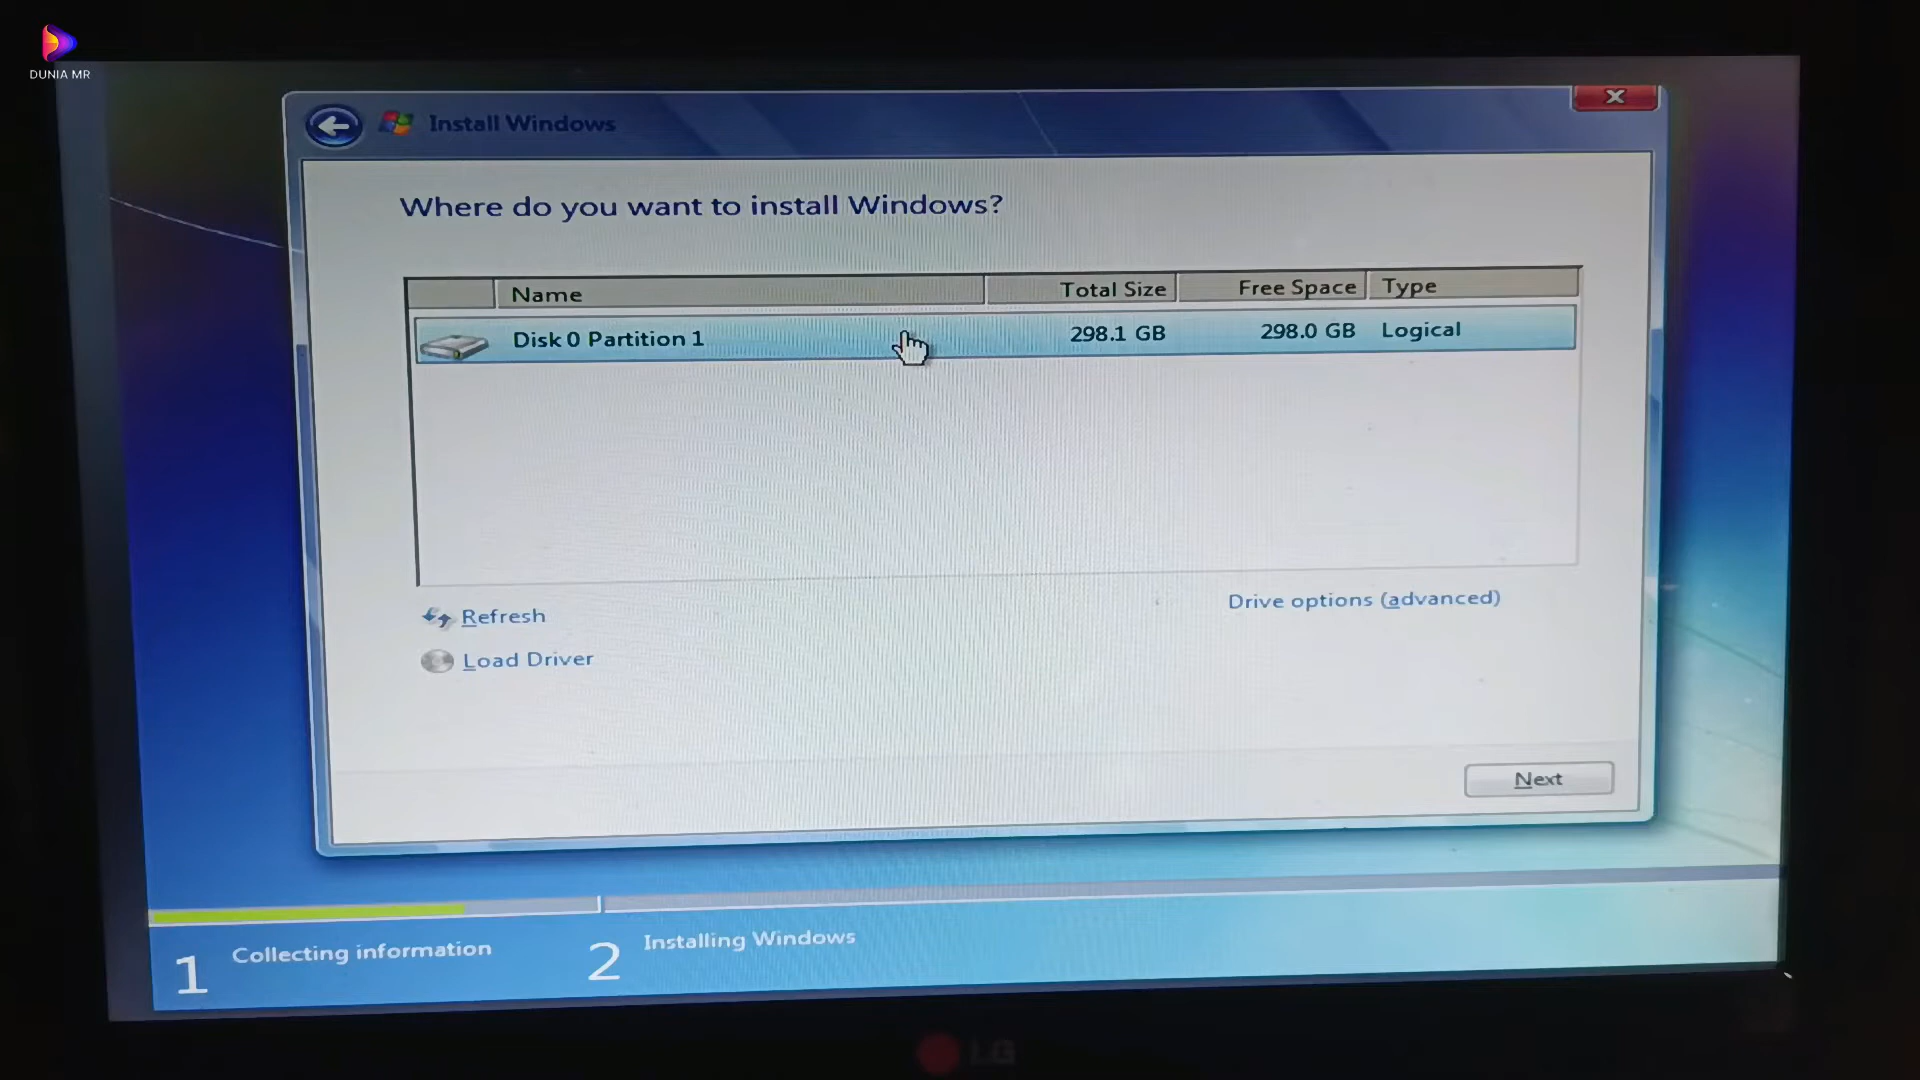 DUNIA MR
Install Windows
Where do you want to install Windows?
Name Total Size Free Space Type
Disk 0 Partition 1 298.1 GB 298.0 GB Logical
Refresh Drive options (advanced)
Load Driver
Next
1 Collecting information 2 Installing Windows
LG